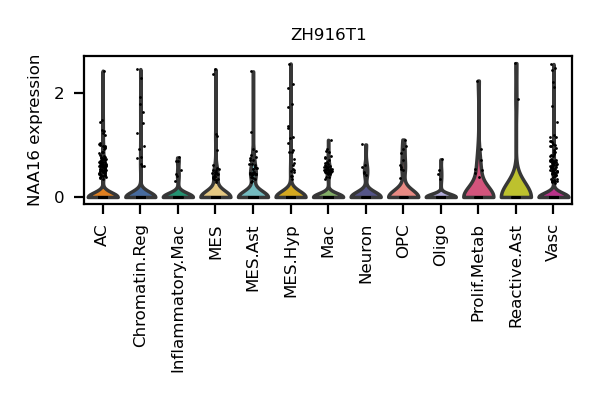 ZH916T1
NAA16 expression
2
0
AC
Chromatin.Reg
Inflammatory.Mac
MES
MES.Ast
MES.Hyp
Mac
Neuron
OPC
Oligo
Prolif.Metab
Reactive.Ast
Vasc